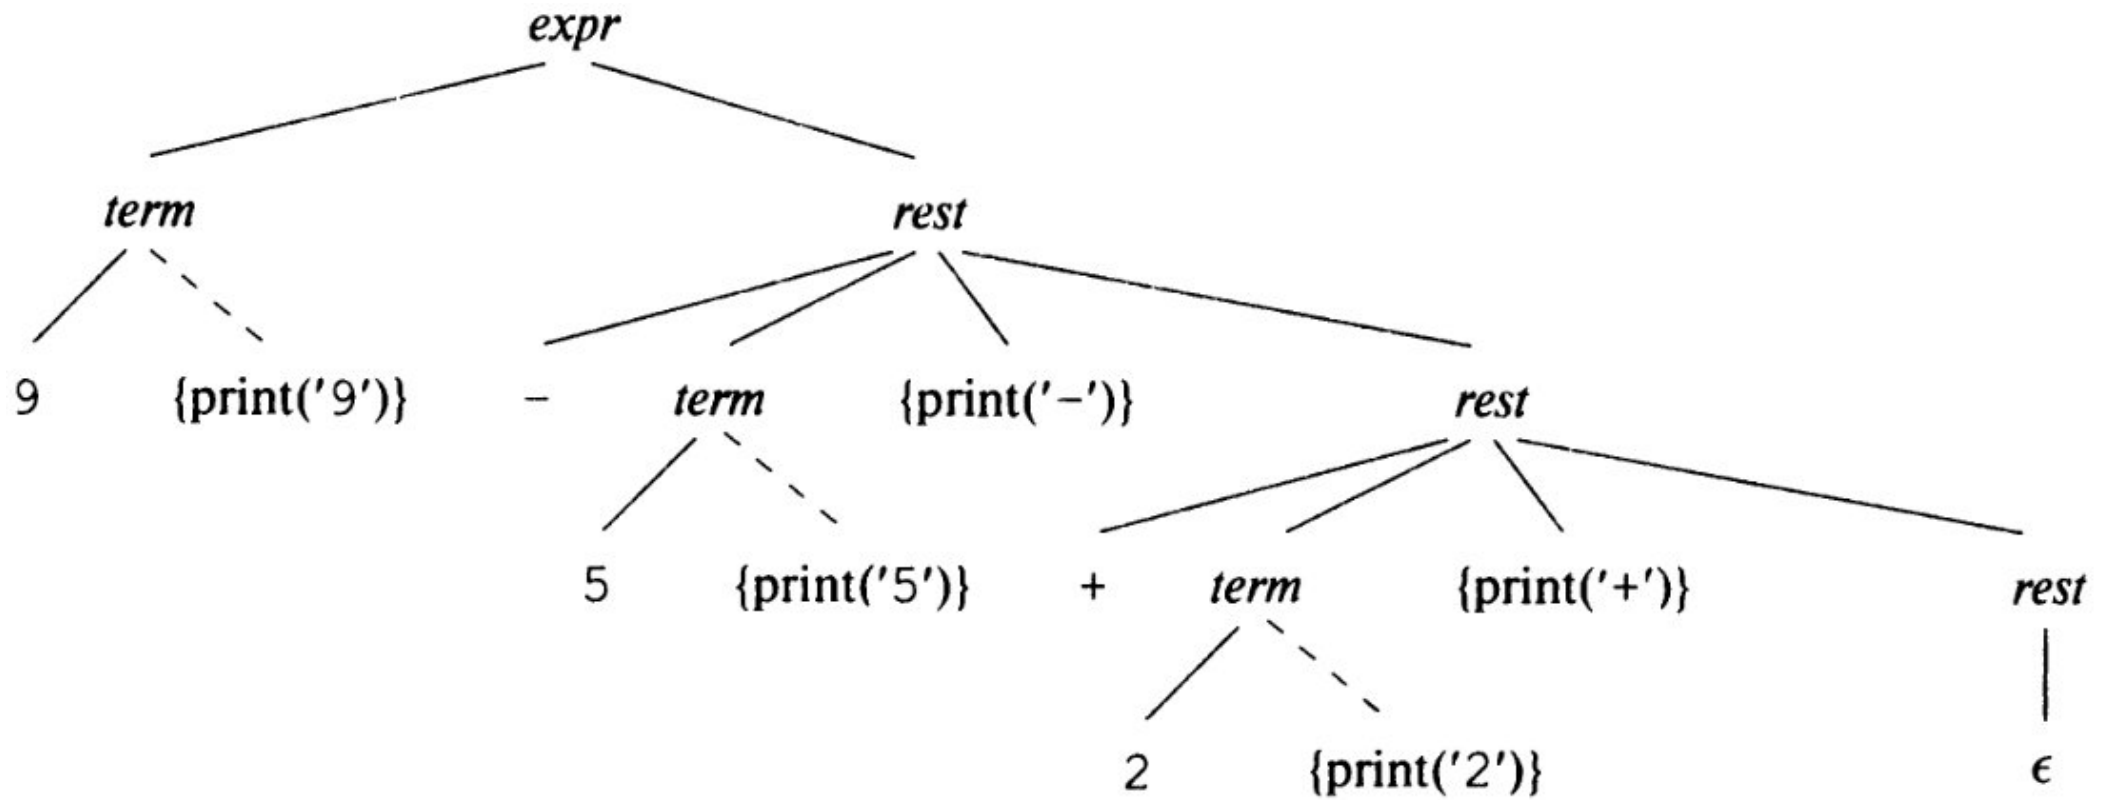 expr
term rest
9 {print('9')} − term {print('−')} rest
5 {print('5')} + term {print('+')} rest
2 {print('2')} ϵ